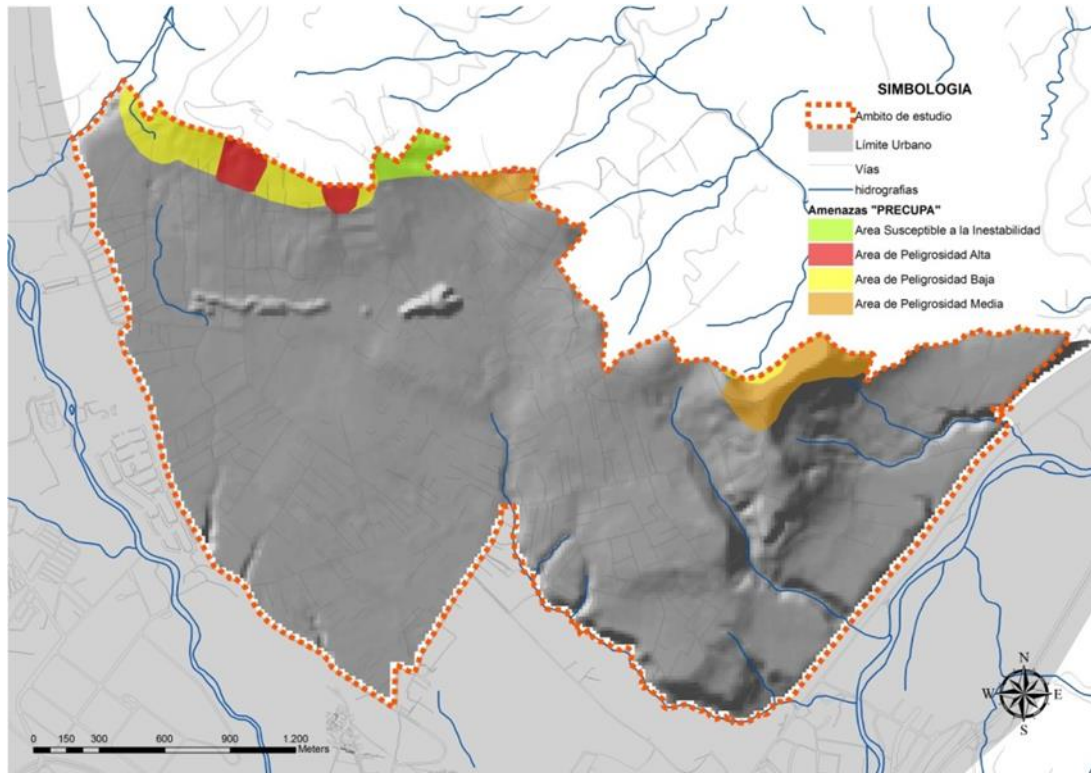 SIMBOLOGIA
Ambito de estudio
Límite Urbano
Vías
hidrografias
Amenazas "PRECUPA"
Area Susceptible a la Inestabilidad
Area de Peligrosidad Alta
Area de Peligrosidad Baja
Area de Peligrosidad Media
N
W E
S
0 150 300 600 900 1.200
Meters